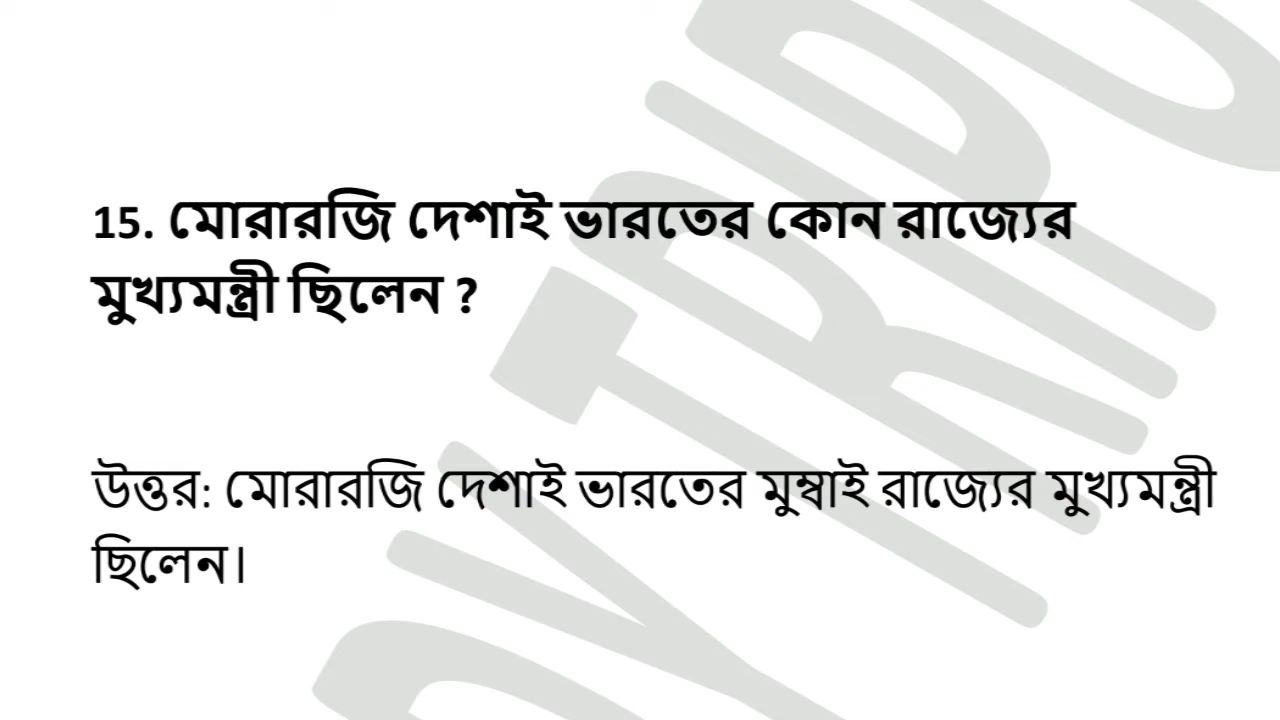 15. মোরারজি দেশাই ভারতের কোন রাজ্যের
মুখ্যমন্ত্রী ছিলেন ?
উত্তর: মোরারজি দেশাই ভারতের মুম্বাই রাজ্যের মুখ্যমন্ত্রী
ছিলেন।